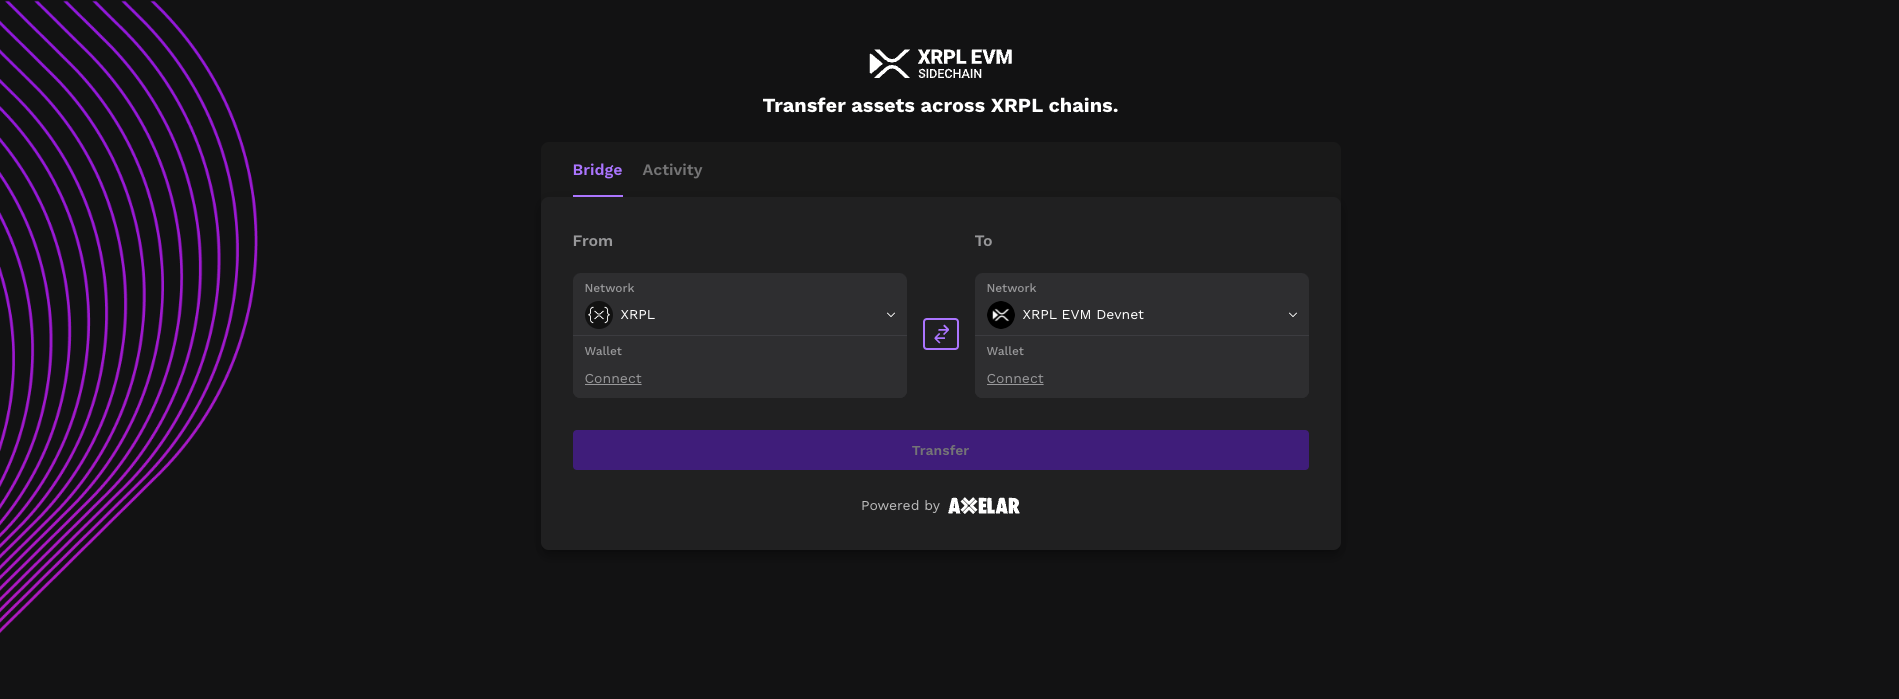 XRPL EVM
SIDECHAIN
Transfer assets across XRPL chains.
Bridge Activity
From
Network
XRPL
Wallet
Connect
To
Network
XRPL EVM Devnet
Wallet
Connect
Transfer
Powered by AXELAR